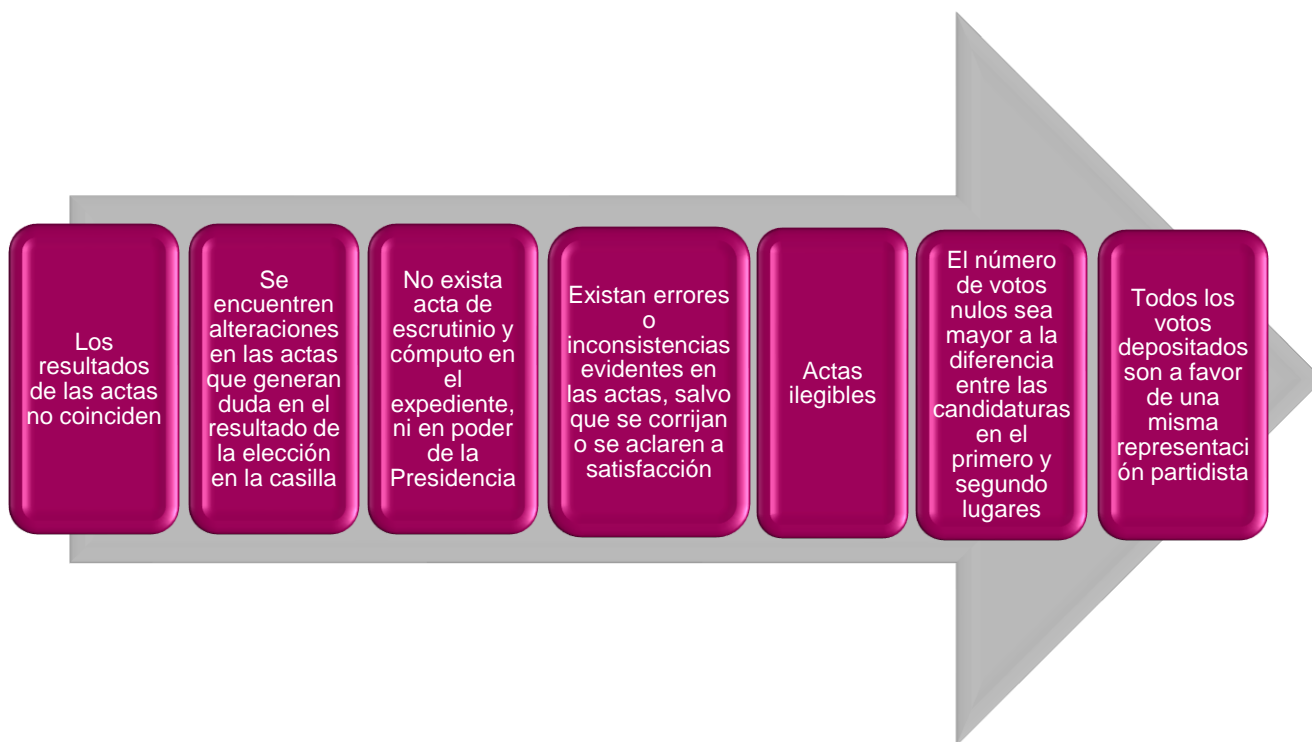 Los
resultados
de las actas
no coinciden
Se
encuentren
alteraciones
en las actas
que generan
duda en el
resultado de
la elección
en la casilla
No exista
acta de
escrutinio y
cómputo en
el
expediente,
ni en poder
de la
Presidencia
Existan errores
o
inconsistencias
evidentes en
las actas, salvo
que se corrijan
o se aclaren a
satisfacción
Actas
ilegibles
El número
de votos
nulos sea
mayor a la
diferencia
entre las
candidaturas
en el
primero y
segundo
lugares
Todos los
votos
depositados
son a favor
de una
misma
representaci
ón partidista